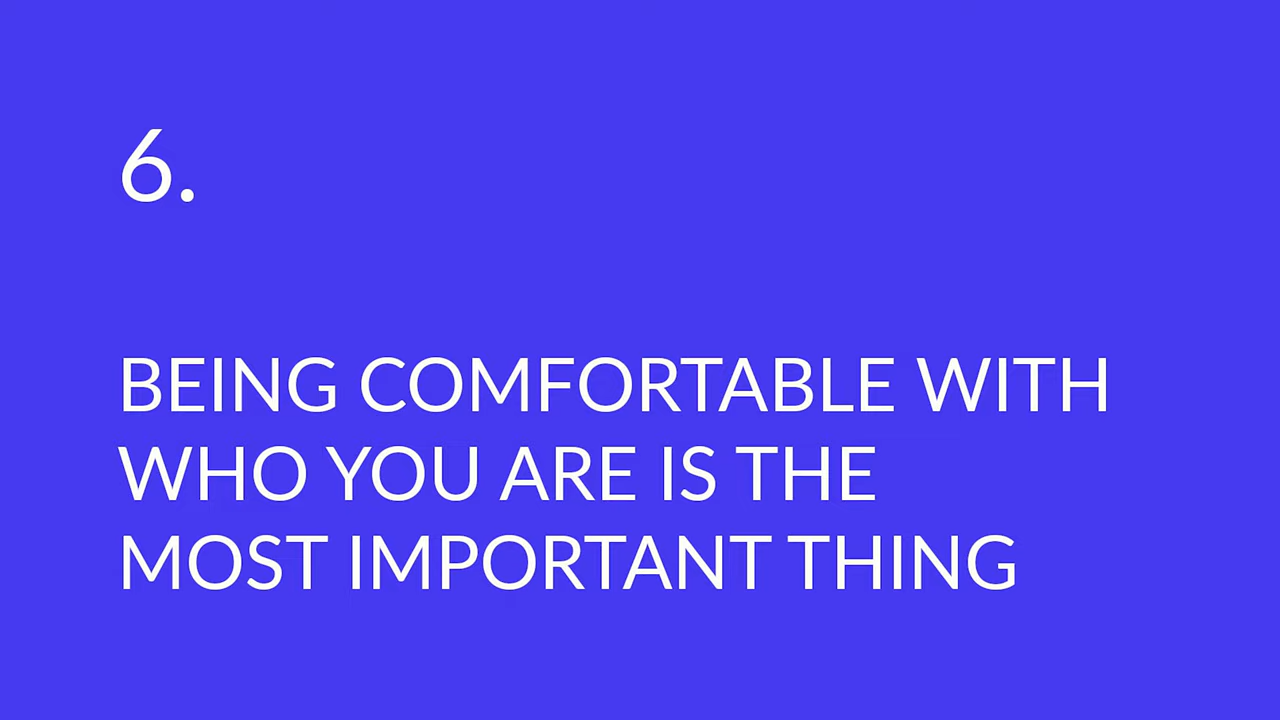 6.
BEING COMFORTABLE WITH
WHO YOU ARE IS THE
MOST IMPORTANT THING